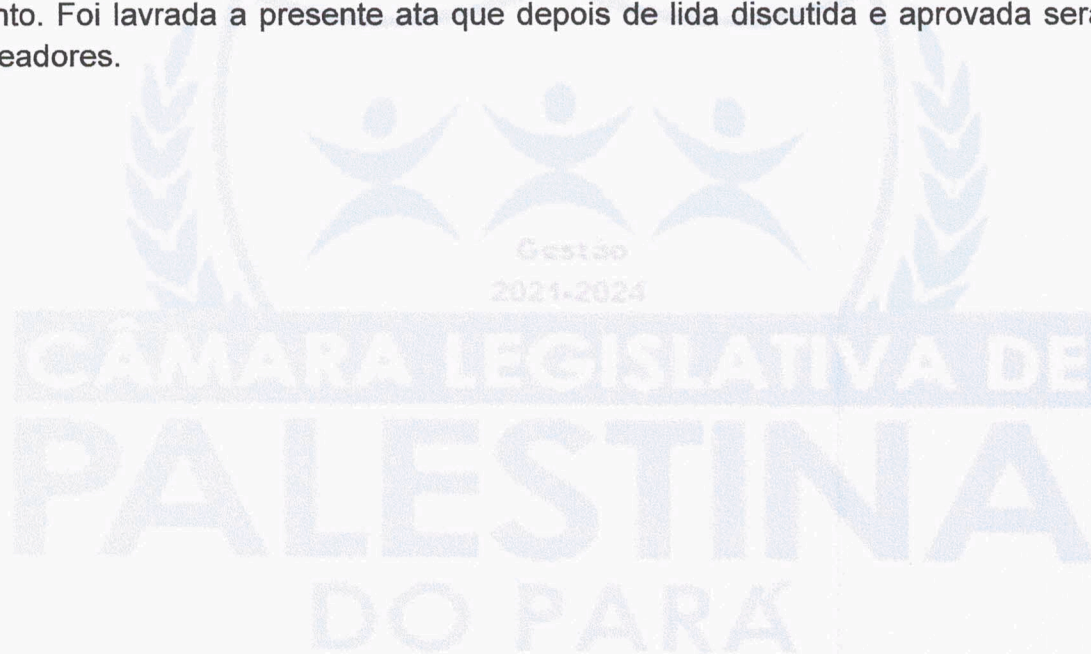 nto. Foi lavrada a presente ata que depois de lida discutida e aprovada será
eadores.
Gestão
2021-2024
CÂMARA LEGISLATIVA DE
PALESTINA
DO PARÁ